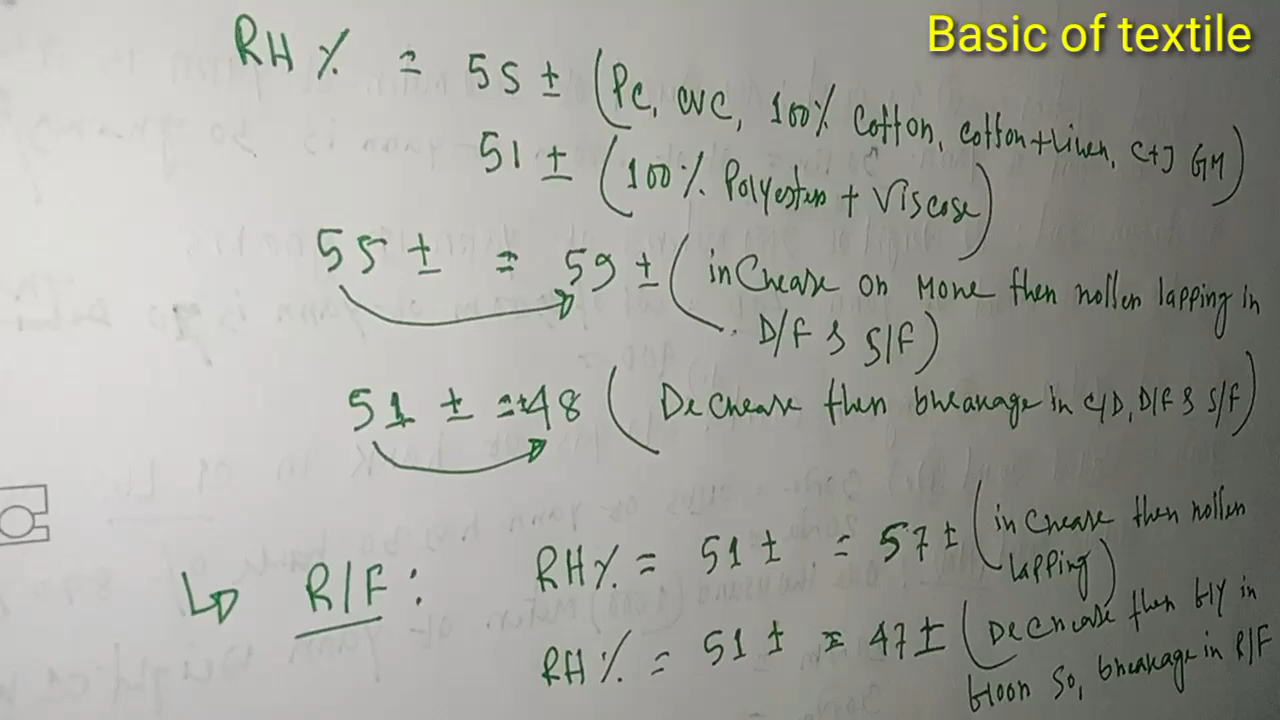 Basic of textile
RH % = 55 ± (PC, CVC, 100% Cotton, Cotton+Linen, C+J GM)
51 ± (100% Polyester + Viscose)
55 ± = 59 ± (increase or more then roller lapping in
D/F & S/F)
51 ± = 48 (Decrease then breakage in C/D, D/F & S/F)
R/F : RH% = 51 ± = 57 ± (increase then roller
lapping)
RH% = 51 ± = 47 ± (Decrease then fly in
floor so, breakage in R/F